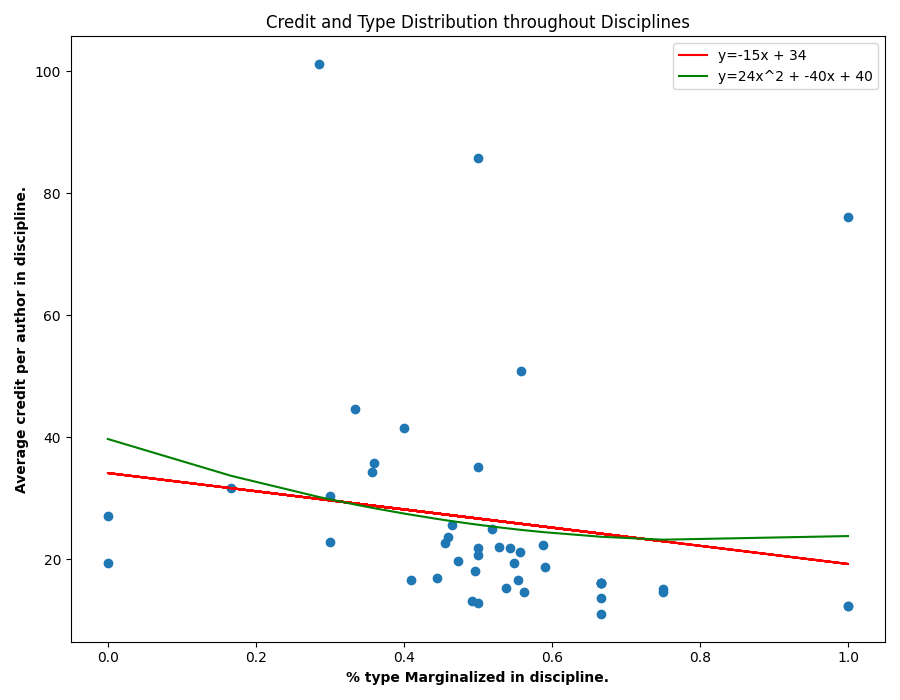 Credit and Type Distribution throughout Disciplines
y=-15x + 34
y=24x^2 + -40x + 40
Average credit per author in discipline.
100
80
60
40
20
0.0 0.2 0.4 0.6 0.8 1.0
% type Marginalized in discipline.